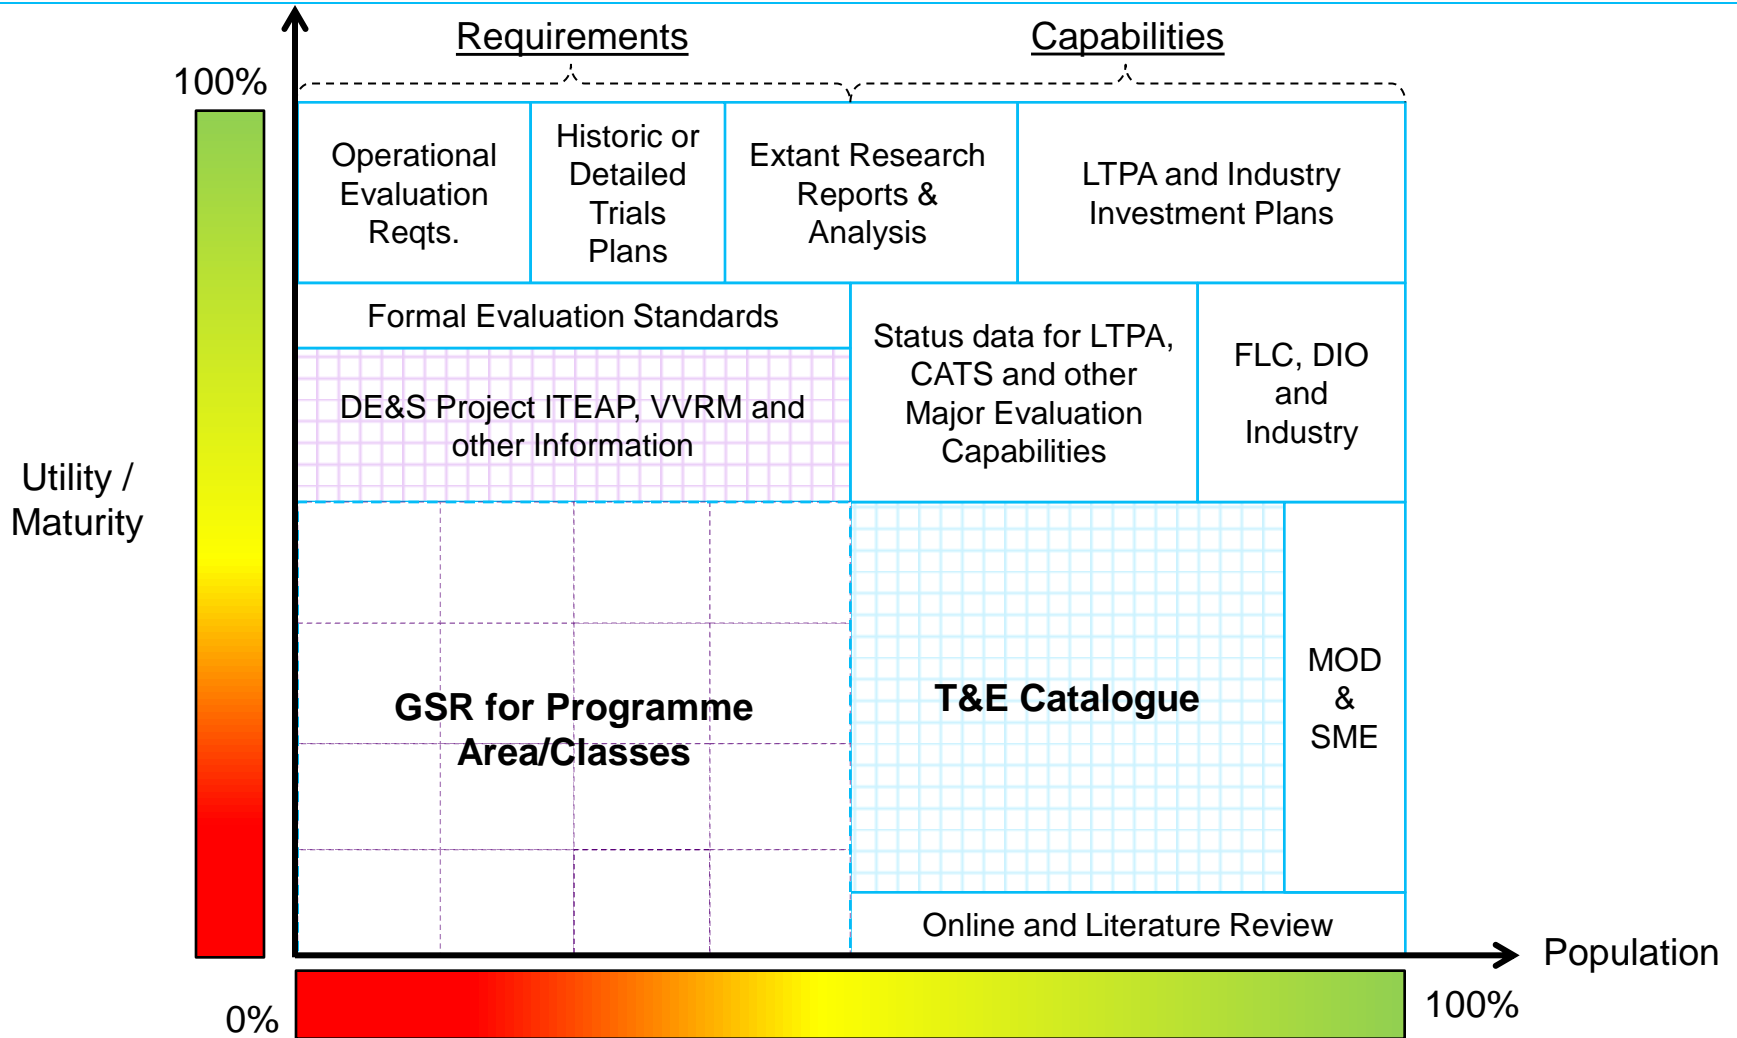 Requirements
Capabilities
100%
Operational
Evaluation
Reqts.
Historic or
Detailed
Trials
Plans
Extant Research
Reports &
Analysis
LTPA and Industry
Investment Plans
Formal Evaluation Standards
DE&S Project ITEAP, VVRM and
other Information
Status data for LTPA,
CATS and other
Major Evaluation
Capabilities
FLC, DIO
and
Industry
Utility /
Maturity
GSR for Programme
Area/Classes
T&E Catalogue
MOD
&
SME
Online and Literature Review
Population
0%
100%